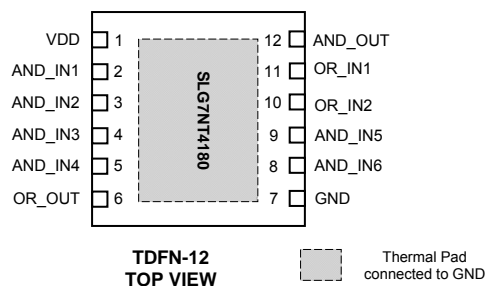 VDD 1 12 AND_OUT
AND_IN1 2 11 OR_IN1
AND_IN2 3 10 OR_IN2
AND_IN3 4 9 AND_IN5
AND_IN4 5 8 AND_IN6
OR_OUT 6 7 GND
SLG7NT4180
TDFN-12
TOP VIEW
Thermal Pad
connected to GND